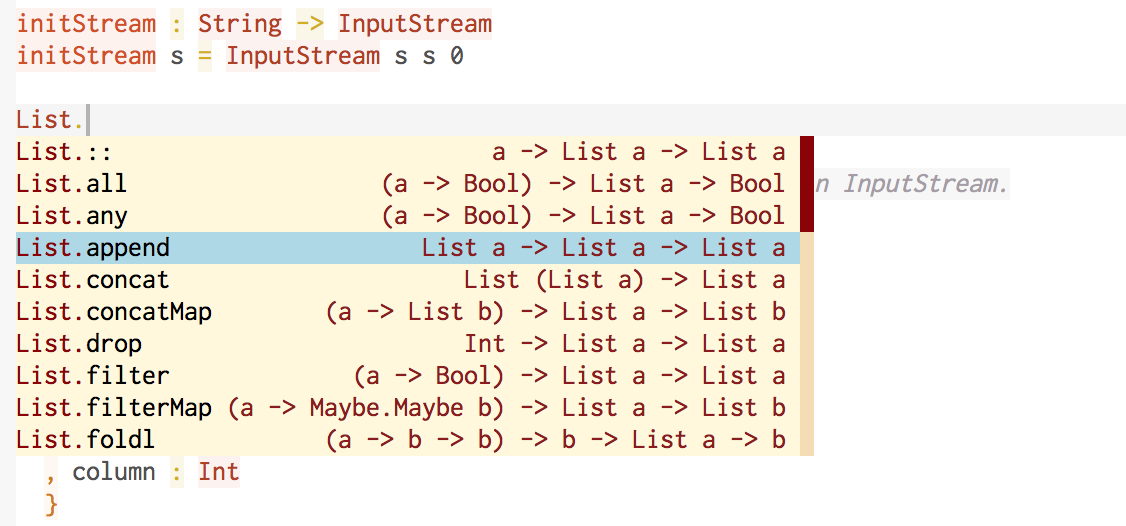 initStream : String -> InputStream
initStream s = InputStream s s 0
List.
List.:: a -> List a -> List a
List.all (a -> Bool) -> List a -> Bool n InputStream.
List.any (a -> Bool) -> List a -> Bool
List.append List a -> List a -> List a
List.concat List (List a) -> List a
List.concatMap (a -> List b) -> List a -> List b
List.drop Int -> List a -> List a
List.filter (a -> Bool) -> List a -> List a
List.filterMap (a -> Maybe.Maybe b) -> List a -> List b
List.foldl (a -> b -> b) -> b -> List a -> b
, column : Int
}